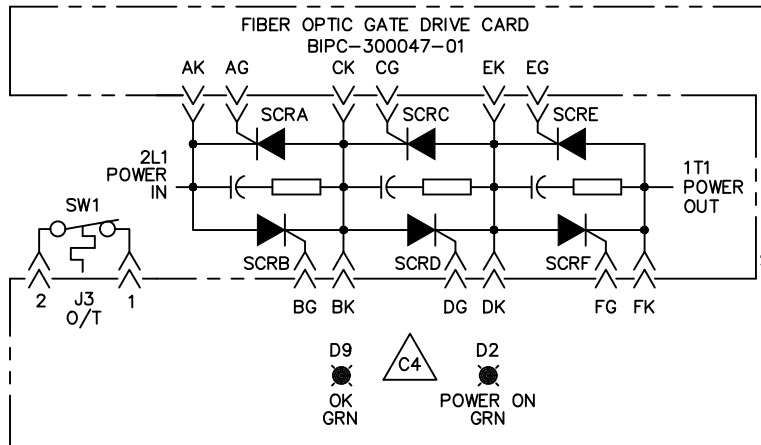 FIBER OPTIC GATE DRIVE CARD
BIPC-300047-01
AK AG CK CG EK EG
SCRA SCRC SCRE
2L1
POWER
IN
1T1
POWER
OUT
SW1
SCRB SCRD SCRF
2 J3 1
O/T
BG BK DG DK FG FK
D9 C4 D2
OK
GRN
POWER ON
GRN